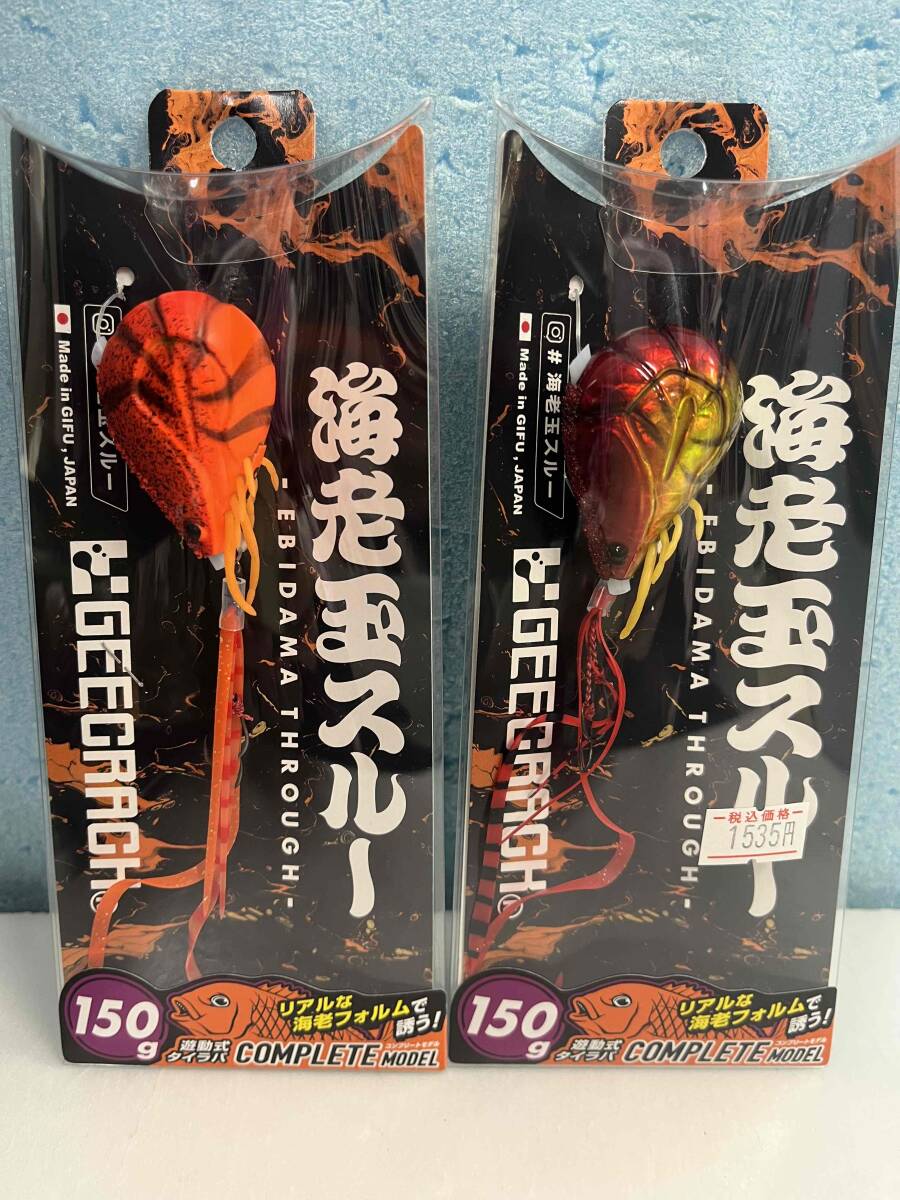 海老玉スルー
-EBIDAMA THROUGH-
玉スルー
Made in GIFU, JAPAN
GEECRACK®
150g
リアルな
海老フォルムで
誘う!
遊動式
タイラバ
COMPLETE MODEL
コンプリートモデル
海老玉スルー
-EBIDAMA THROUGH-
#海老玉スルー
Made in GIFU, JAPAN
GEECRACK®
税込価格
1535円
150g
リアルな
海老フォルムで
誘う!
遊動式
タイラバ
COMPLETE MODEL
コンプリートモデル